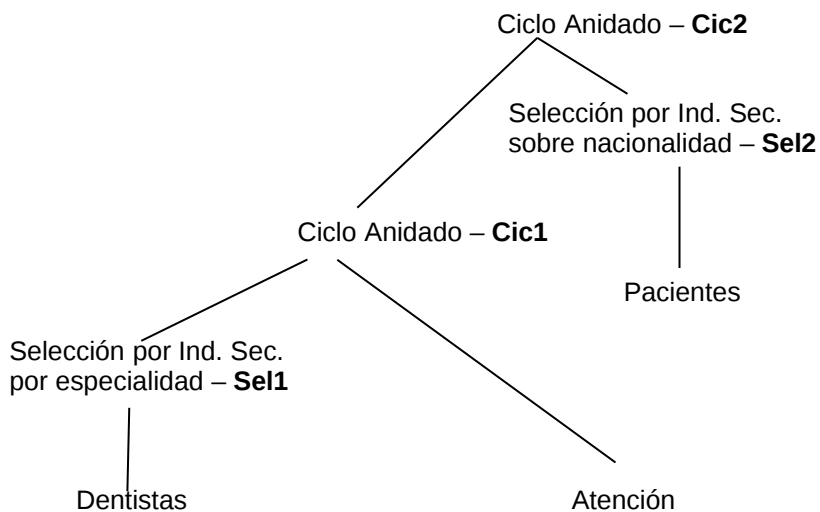 Ciclo Anidado – Cic2
Selección por Ind. Sec.
sobre nacionalidad – Sel2
Ciclo Anidado – Cic1
Pacientes
Selección por Ind. Sec.
por especialidad – Sel1
Dentistas
Atención